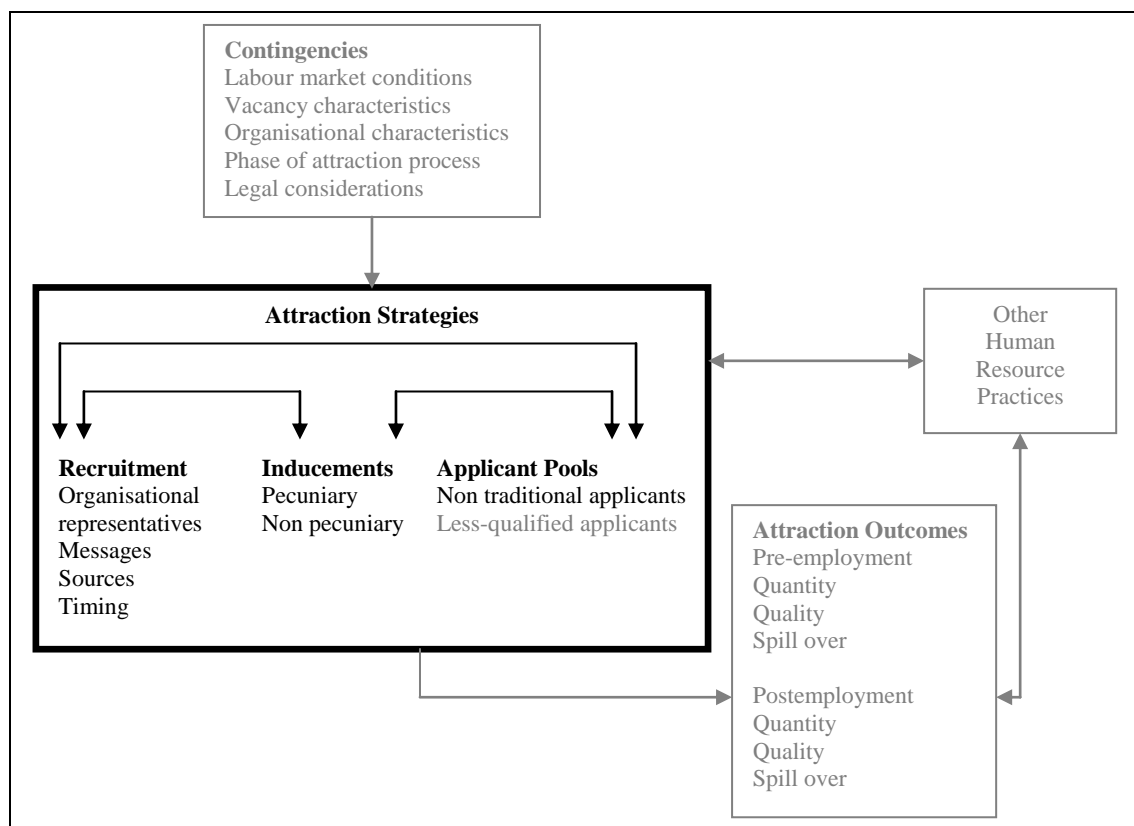 Contingencies
Labour market conditions
Vacancy characteristics
Organisational characteristics
Phase of attraction process
Legal considerations
Attraction Strategies
Recruitment
Organisational
representatives
Messages
Sources
Timing
Inducements
Pecuniary
Non pecuniary
Applicant Pools
Non traditional applicants
Less-qualified applicants
Other
Human
Resource
Practices
Attraction Outcomes
Pre-employment
Quantity
Quality
Spill over
Postemployment
Quantity
Quality
Spill over